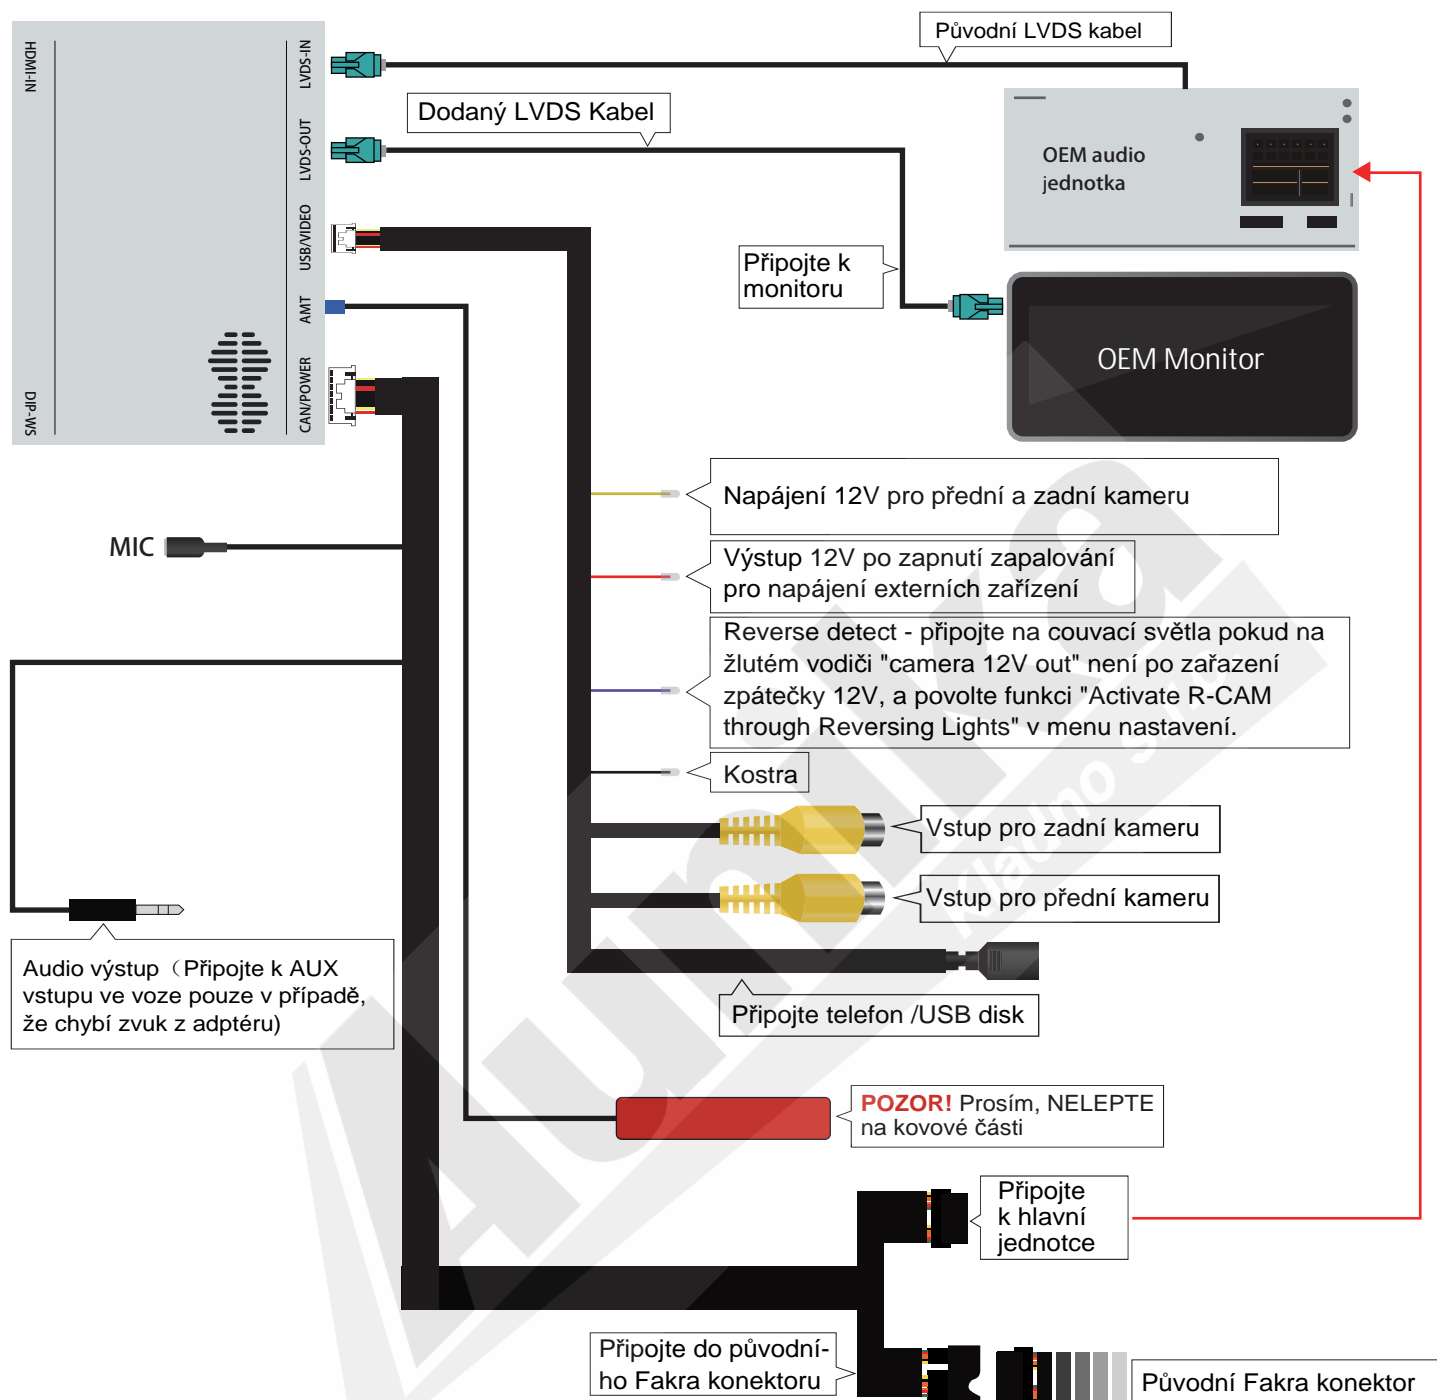 Původní LVDS kabel
HDMI-IN
LVDS-IN
Dodaný LVDS Kabel
LVDS-OUT
OEM audio
jednotka
USB/VIDEO
Připojte k
monitoru
AMT
OEM Monitor
CAN/POWER
DIP-WS
Napájení 12V pro přední a zadní kameru
MIC
Výstup 12V po zapnutí zapalování
pro napájení externích zařízení
Reverse detect - připojte na couvací světla pokud na
žlutém vodiči "camera 12V out" není po zařazení
zpátečky 12V, a povolte funkci "Activate R-CAM
through Reversing Lights" v menu nastavení.
Kostra
Vstup pro zadní kameru
Vstup pro přední kameru
Audio výstup（Připojte k AUX
vstupu ve voze pouze v případě,
že chybí zvuk z adptéru)
Připojte telefon /USB disk
POZOR! Prosím, NELEPTE
na kovové části
Připojte
k hlavní
jednotce
Připojte do původní-
ho Fakra konektoru
Původní Fakra konektor
Aunika
Kladno s.r.o.